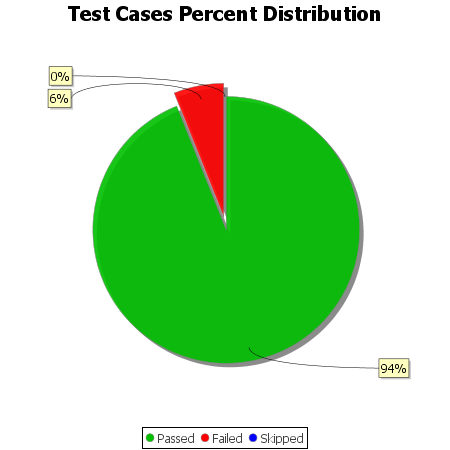 Test Cases Percent Distribution
0%
6%
94%
Passed Failed Skipped